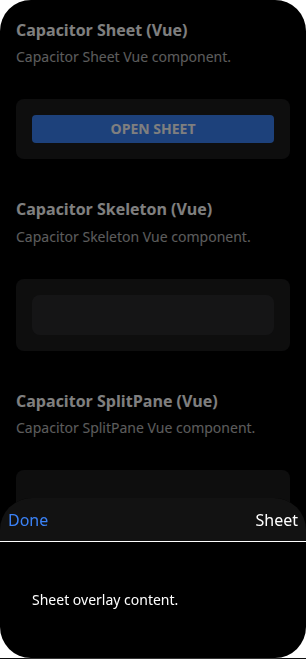 Capacitor Sheet (Vue)
Capacitor Sheet Vue component.
OPEN SHEET
Capacitor Skeleton (Vue)
Capacitor Skeleton Vue component.
Capacitor SplitPane (Vue)
Capacitor SplitPane Vue component.
Done Sheet
Sheet overlay content.